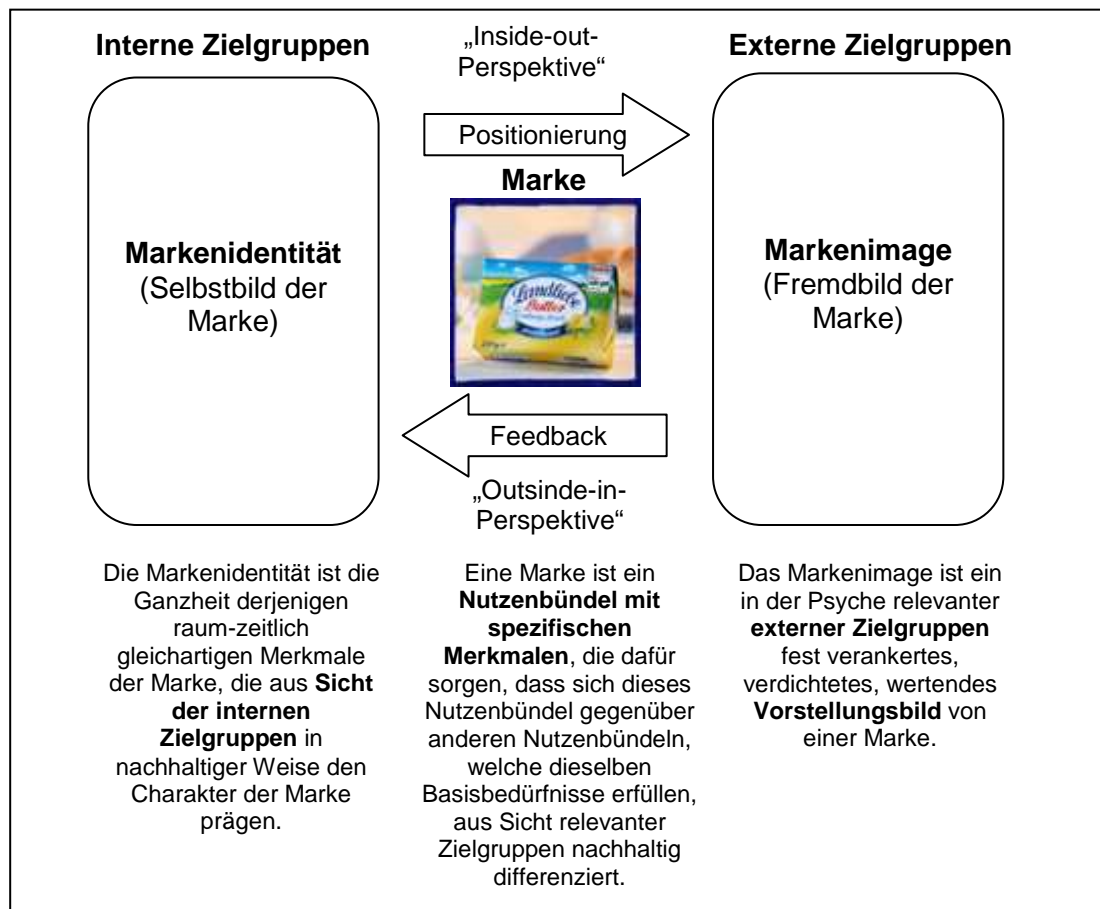 Interne Zielgruppen
„Inside-out-
Perspektive“
Externe Zielgruppen
Positionierung
Marke
Markenidentität
(Selbstbild der
Marke)
Landliebe
Butter
Markenimage
(Fremdbild der
Marke)
Feedback
„Outsinde-in-
Perspektive“
Die Markenidentität ist die
Ganzheit derjenigen
raum-zeitlich
gleichartigen Merkmale
der Marke, die aus Sicht
der internen
Zielgruppen in
nachhaltiger Weise den
Charakter der Marke
prägen.
Eine Marke ist ein
Nutzenbündel mit
spezifischen
Merkmalen, die dafür
sorgen, dass sich dieses
Nutzenbündel gegenüber
anderen Nutzenbündeln,
welche dieselben
Basisbedürfnisse erfüllen,
aus Sicht relevanter
Zielgruppen nachhaltig
differenziert.
Das Markenimage ist ein
in der Psyche relevanter
externer Zielgruppen
fest verankertes,
verdichtetes, wertendes
Vorstellungsbild von
einer Marke.